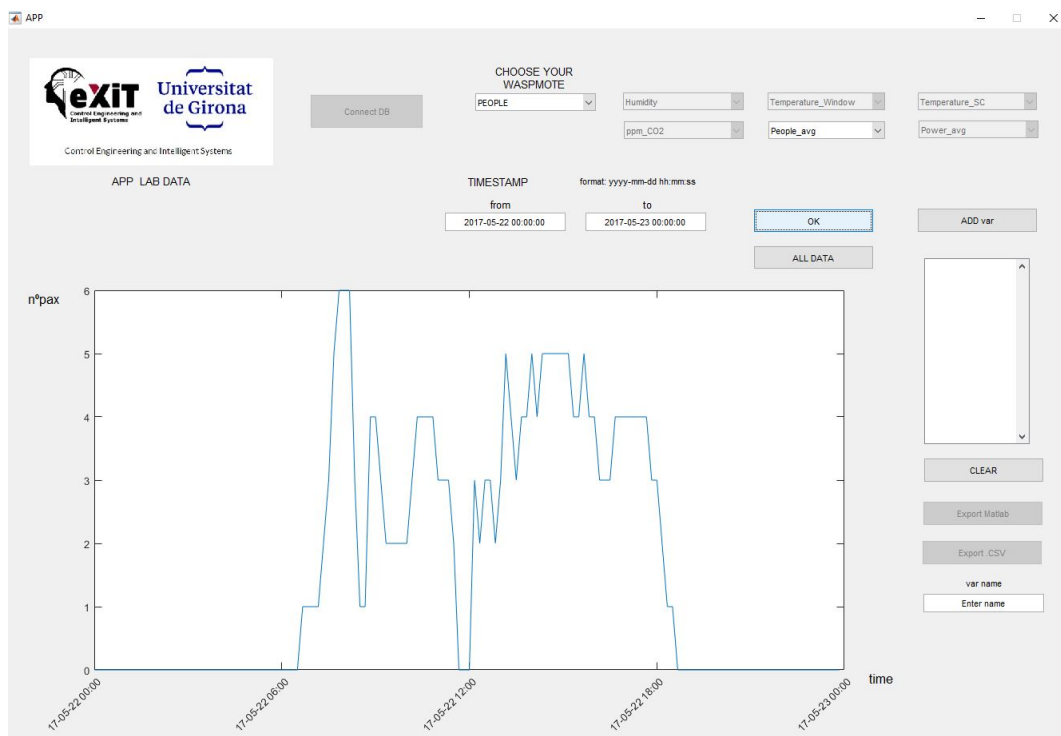 APP
eXiT
Control Engineering and
Intelligent Systems
Universitat
de Girona
Control Engineering and Intelligent Systems
Connect DB
CHOOSE YOUR
WASPMOTE
PEOPLE
Humidity
Temperature_Window
Temperature_SC
ppm_CO2
People_avg
Power_avg
APP LAB DATA
TIMESTAMP
format: yyyy-mm-dd hh:mm:ss
from
to
2017-05-22 00:00:00
2017-05-23 00:00:00
OK
ADD var
ALL DATA
nºpax
6
5
4
3
2
1
0
17-05-22 00:00
17-05-22 06:00
17-05-22 12:00
17-05-22 18:00
17-05-23 00:00
time
CLEAR
Export Matlab
Export .CSV
var name
Enter name